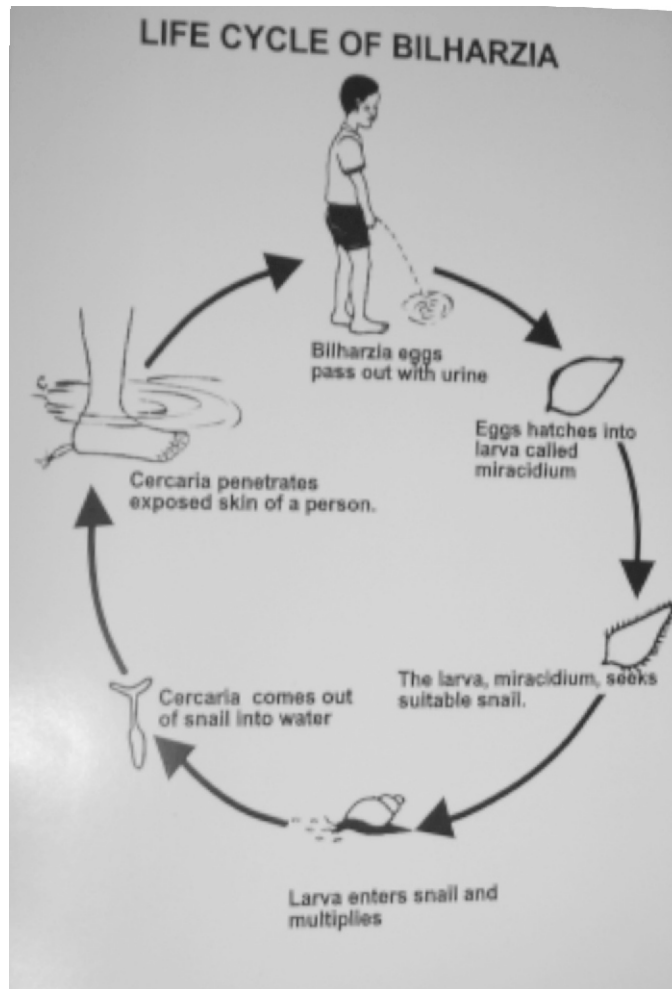 LIFE CYCLE OF BILHARZIA
Bilharzia eggs
pass out with urine
Eggs hatches into
larva called
miracidium
The larva, miracidium, seeks
suitable snail.
Larva enters snail and
multiplies
Cercaria comes out
of snail into water
Cercaria penetrates
exposed skin of a person.